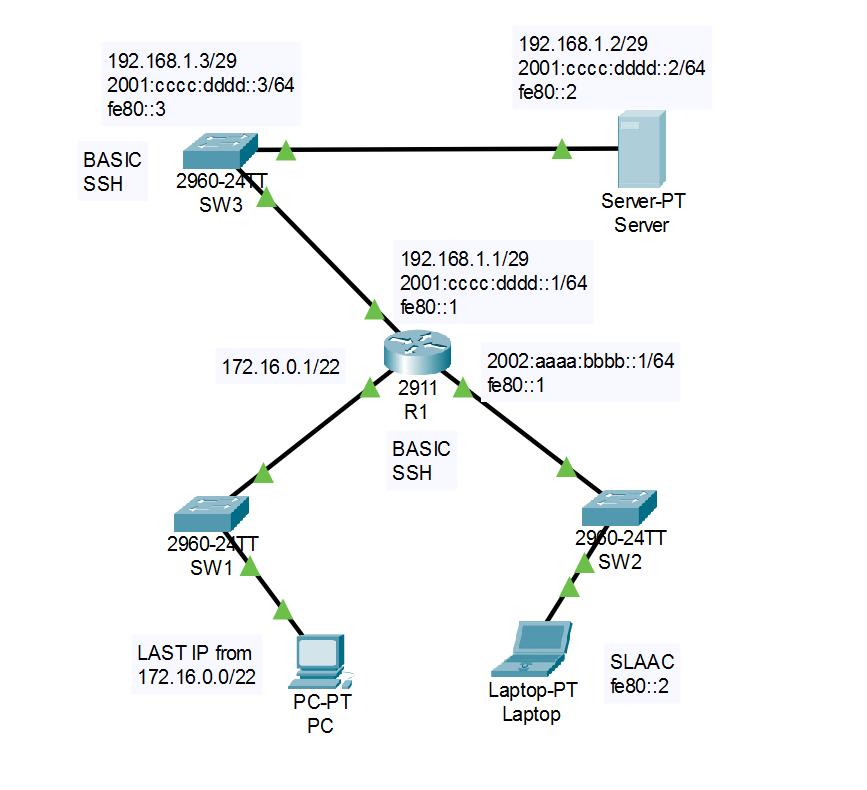 192.168.1.3/29
2001:cccc:dddd::3/64
fe80::3
192.168.1.2/29
2001:cccc:dddd::2/64
fe80::2
BASIC
SSH
2960-24TT
SW3
Server-PT
Server
192.168.1.1/29
2001:cccc:dddd::1/64
fe80::1
172.16.0.1/22
2002:aaaa:bbbb::1/64
fe80::1
2911
R1
BASIC
SSH
2960-24TT
SW1
2960-24TT
SW2
LAST IP from
172.16.0.0/22
PC-PT
PC
Laptop-PT
Laptop
SLAAC
fe80::2